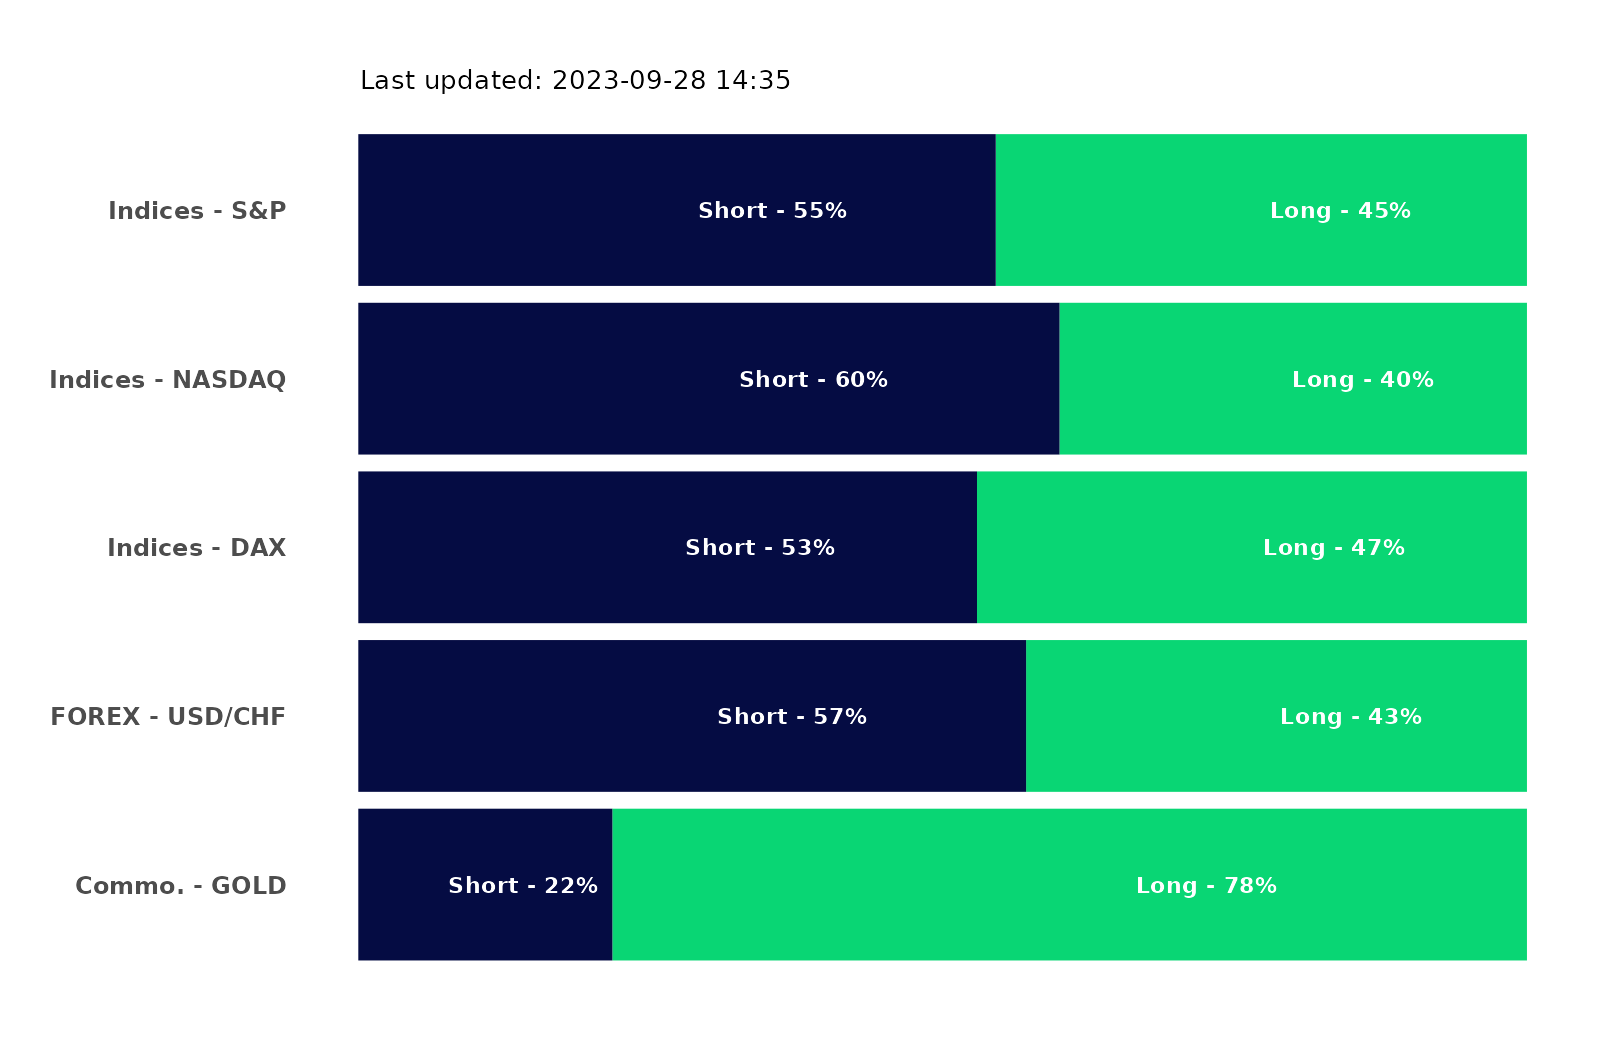 Last updated: 2023-09-28 14:35
Indices - S&P Short - 55% Long - 45%
Indices - NASDAQ Short - 60% Long - 40%
Indices - DAX Short - 53% Long - 47%
FOREX - USD/CHF Short - 57% Long - 43%
Commo. - GOLD Short - 22% Long - 78%